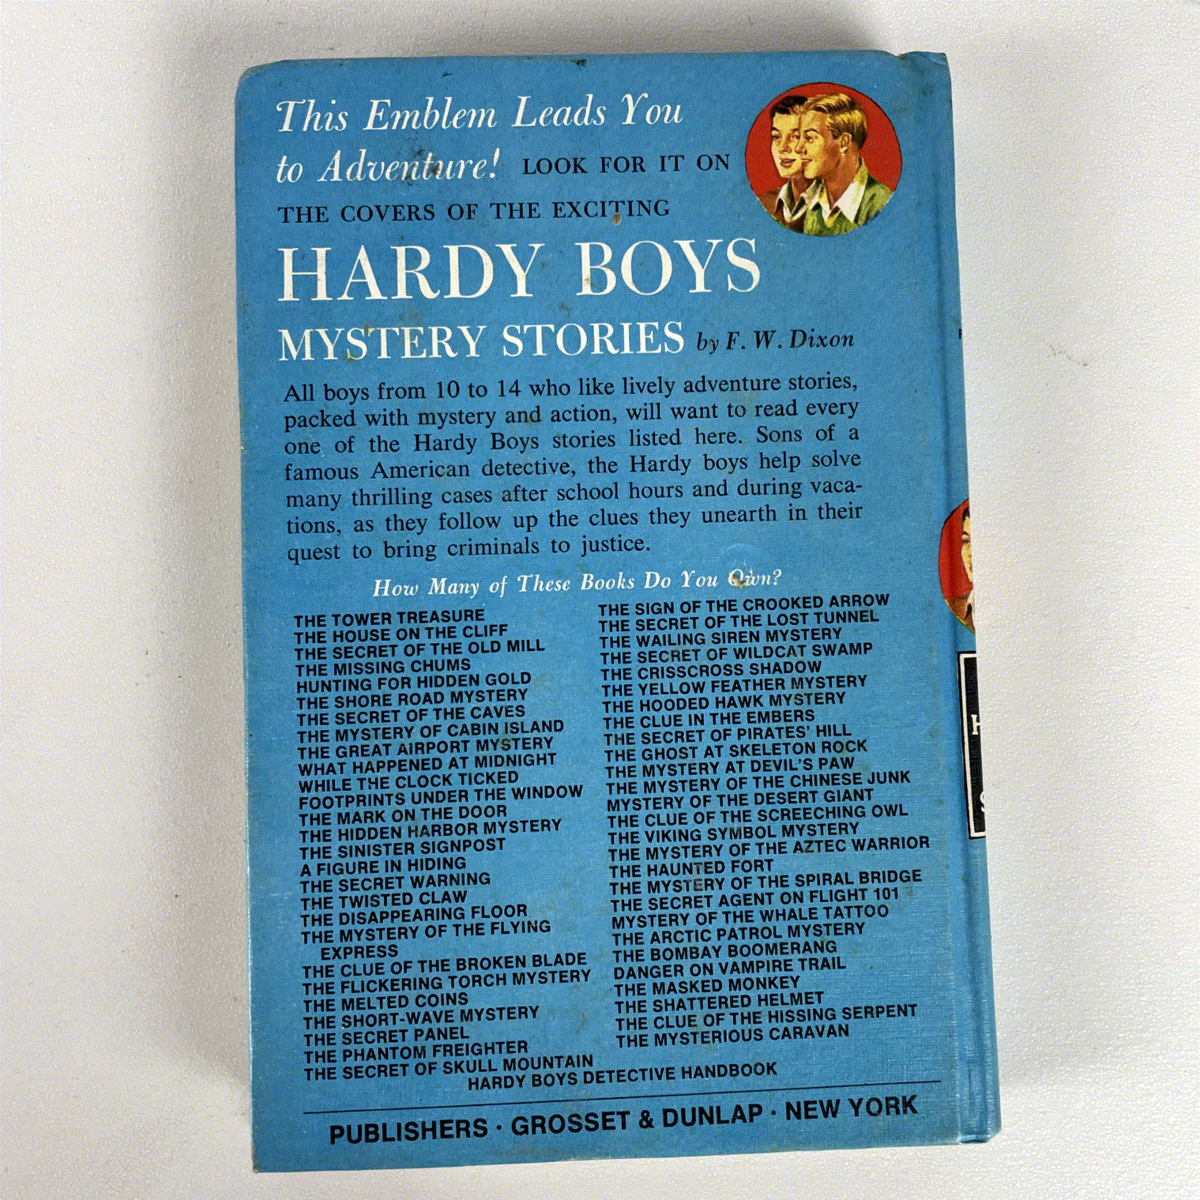 This Emblem Leads You
to Adventure! LOOK FOR IT ON
THE COVERS OF THE EXCITING
HARDY BOYS
MYSTERY STORIES by F. W. Dixon
All boys from 10 to 14 who like lively adventure stories,
packed with mystery and action, will want to read every
one of the Hardy Boys stories listed here. Sons of a
famous American detective, the Hardy boys help solve
many thrilling cases after school hours and during vaca-
tions, as they follow up the clues they unearth in their
quest to bring criminals to justice.
How Many of These Books Do You Own?
THE TOWER TREASURE
THE HOUSE ON THE CLIFF
THE SECRET OF THE OLD MILL
THE MISSING CHUMS
HUNTING FOR HIDDEN GOLD
THE SHORE ROAD MYSTERY
THE SECRET OF THE CAVES
THE MYSTERY OF CABIN ISLAND
THE GREAT AIRPORT MYSTERY
WHAT HAPPENED AT MIDNIGHT
WHILE THE CLOCK TICKED
FOOTPRINTS UNDER THE WINDOW
THE MARK ON THE DOOR
THE HIDDEN HARBOR MYSTERY
THE SINISTER SIGNPOST
A FIGURE IN HIDING
THE SECRET WARNING
THE TWISTED CLAW
THE DISAPPEARING FLOOR
THE MYSTERY OF THE FLYING
EXPRESS
THE CLUE OF THE BROKEN BLADE
THE FLICKERING TORCH MYSTERY
THE MELTED COINS
THE SHORT-WAVE MYSTERY
THE SECRET PANEL
THE PHANTOM FREIGHTER
THE SECRET OF SKULL MOUNTAIN
THE SIGN OF THE CROOKED ARROW
THE SECRET OF THE LOST TUNNEL
THE WAILING SIREN MYSTERY
THE SECRET OF WILDCAT SWAMP
THE CRISSCROSS SHADOW
THE YELLOW FEATHER MYSTERY
THE HOODED HAWK MYSTERY
THE CLUE IN THE EMBERS
THE SECRET OF PIRATES' HILL
THE GHOST AT SKELETON ROCK
THE MYSTERY AT DEVIL'S PAW
THE MYSTERY OF THE CHINESE JUNK
MYSTERY OF THE DESERT GIANT
THE CLUE OF THE SCREECHING OWL
THE VIKING SYMBOL MYSTERY
THE MYSTERY OF THE AZTEC WARRIOR
THE HAUNTED FORT
THE MYSTERY OF THE SPIRAL BRIDGE
THE SECRET AGENT ON FLIGHT 101
MYSTERY OF THE WHALE TATTOO
THE ARCTIC PATROL MYSTERY
THE BOMBAY BOOMERANG
DANGER ON VAMPIRE TRAIL
THE MASKED MONKEY
THE SHATTERED HELMET
THE CLUE OF THE HISSING SERPENT
THE MYSTERIOUS CARAVAN
HARDY BOYS DETECTIVE HANDBOOK
PUBLISHERS · GROSSET & DUNLAP · NEW YORK